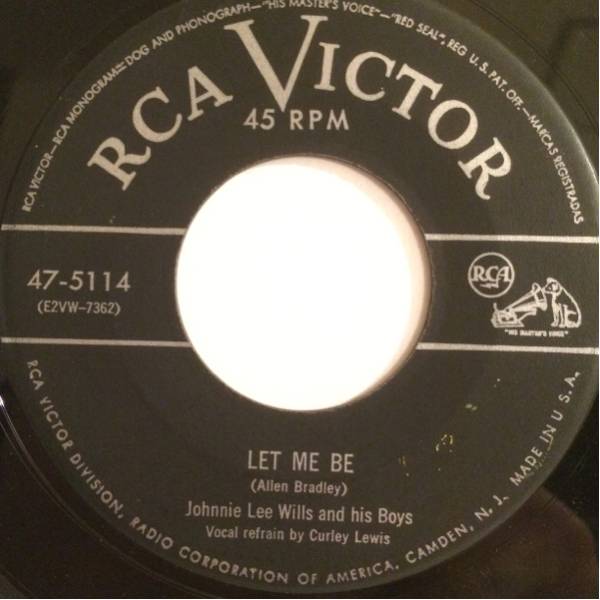 RCA VICTOR—RCA MONOGRAM—DOG AND PHONOGRAPH—"HIS MASTER'S VOICE"—"RED SEAL", REG U.S. PAT. OFF.—MARCAS REGISTRADAS
RCA VICTOR
45 RPM
47-5114
(E2VW-7362)
RCA
"HIS MASTER'S VOICE"
LET ME BE
(Allen Bradley)
Johnnie Lee Wills and his Boys
Vocal refrain by Curley Lewis
RCA VICTOR DIVISION, RADIO CORPORATION OF AMERICA, CAMDEN, N. J. MADE IN U.S.A.